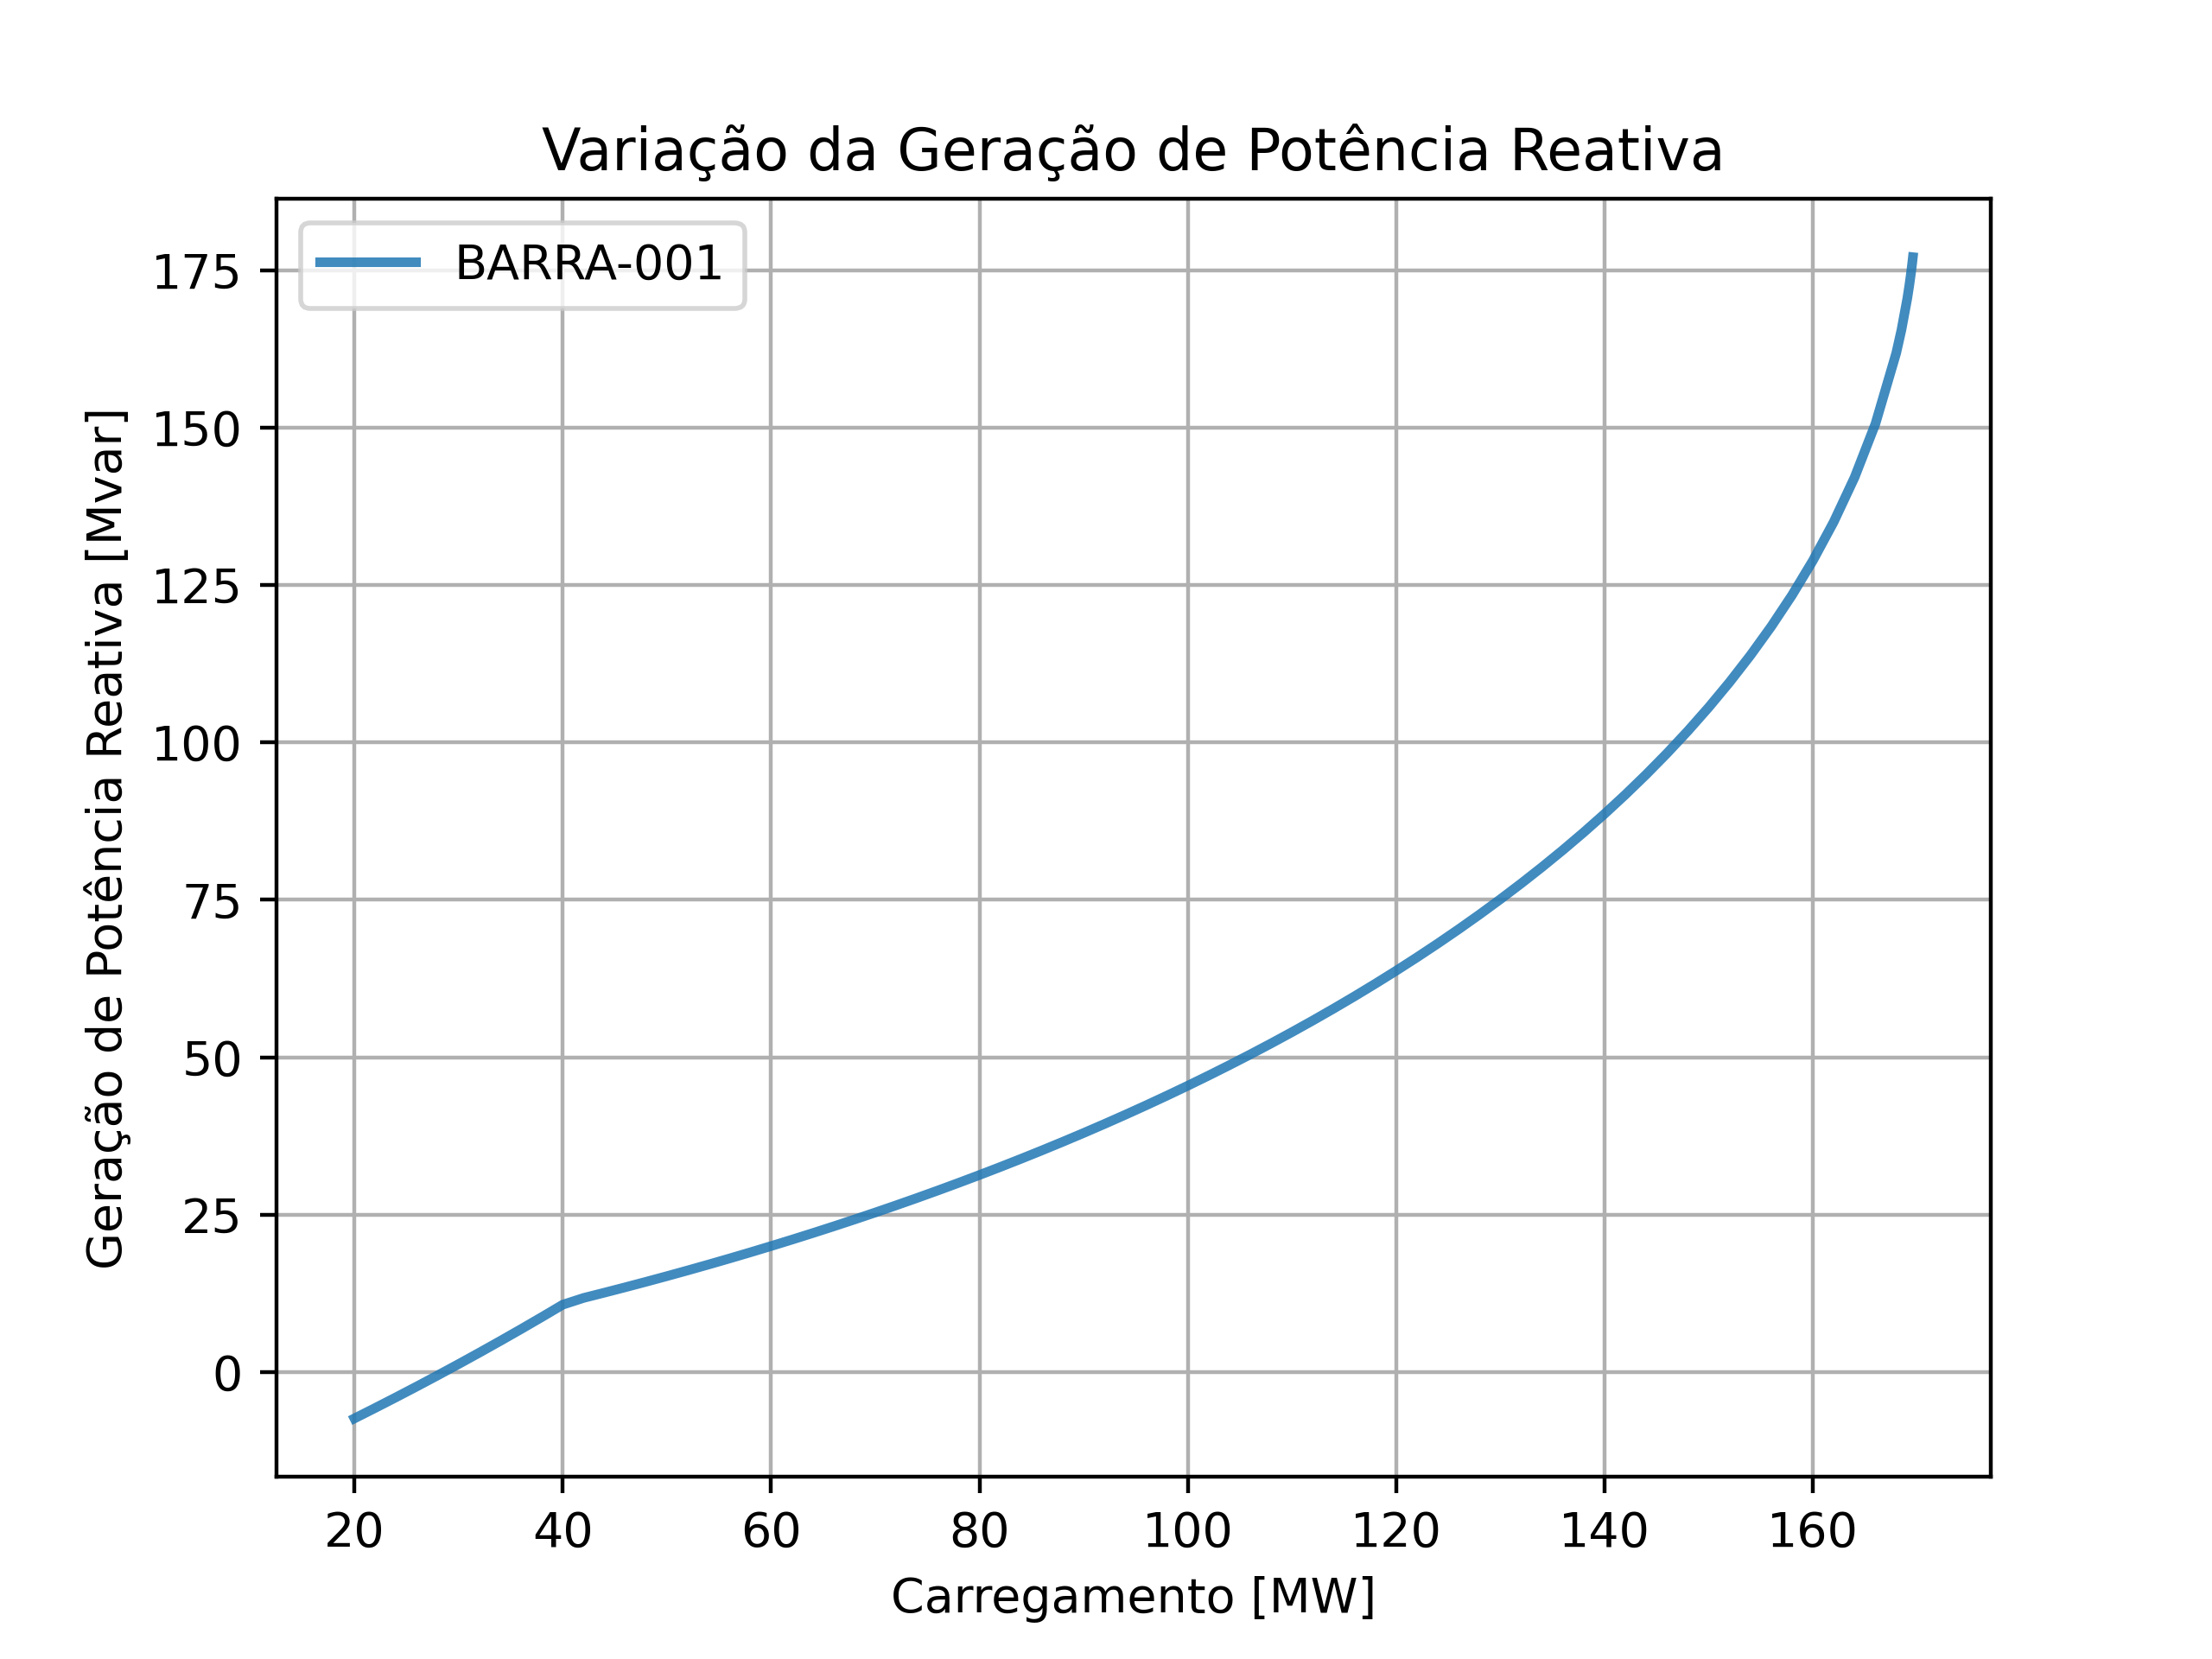 Variação da Geração de Potência Reativa
BARRA-001
Geração de Potência Reativa [Mvar]
175
150
125
100
75
50
25
0
20 40 60 80 100 120 140 160
Carregamento [MW]